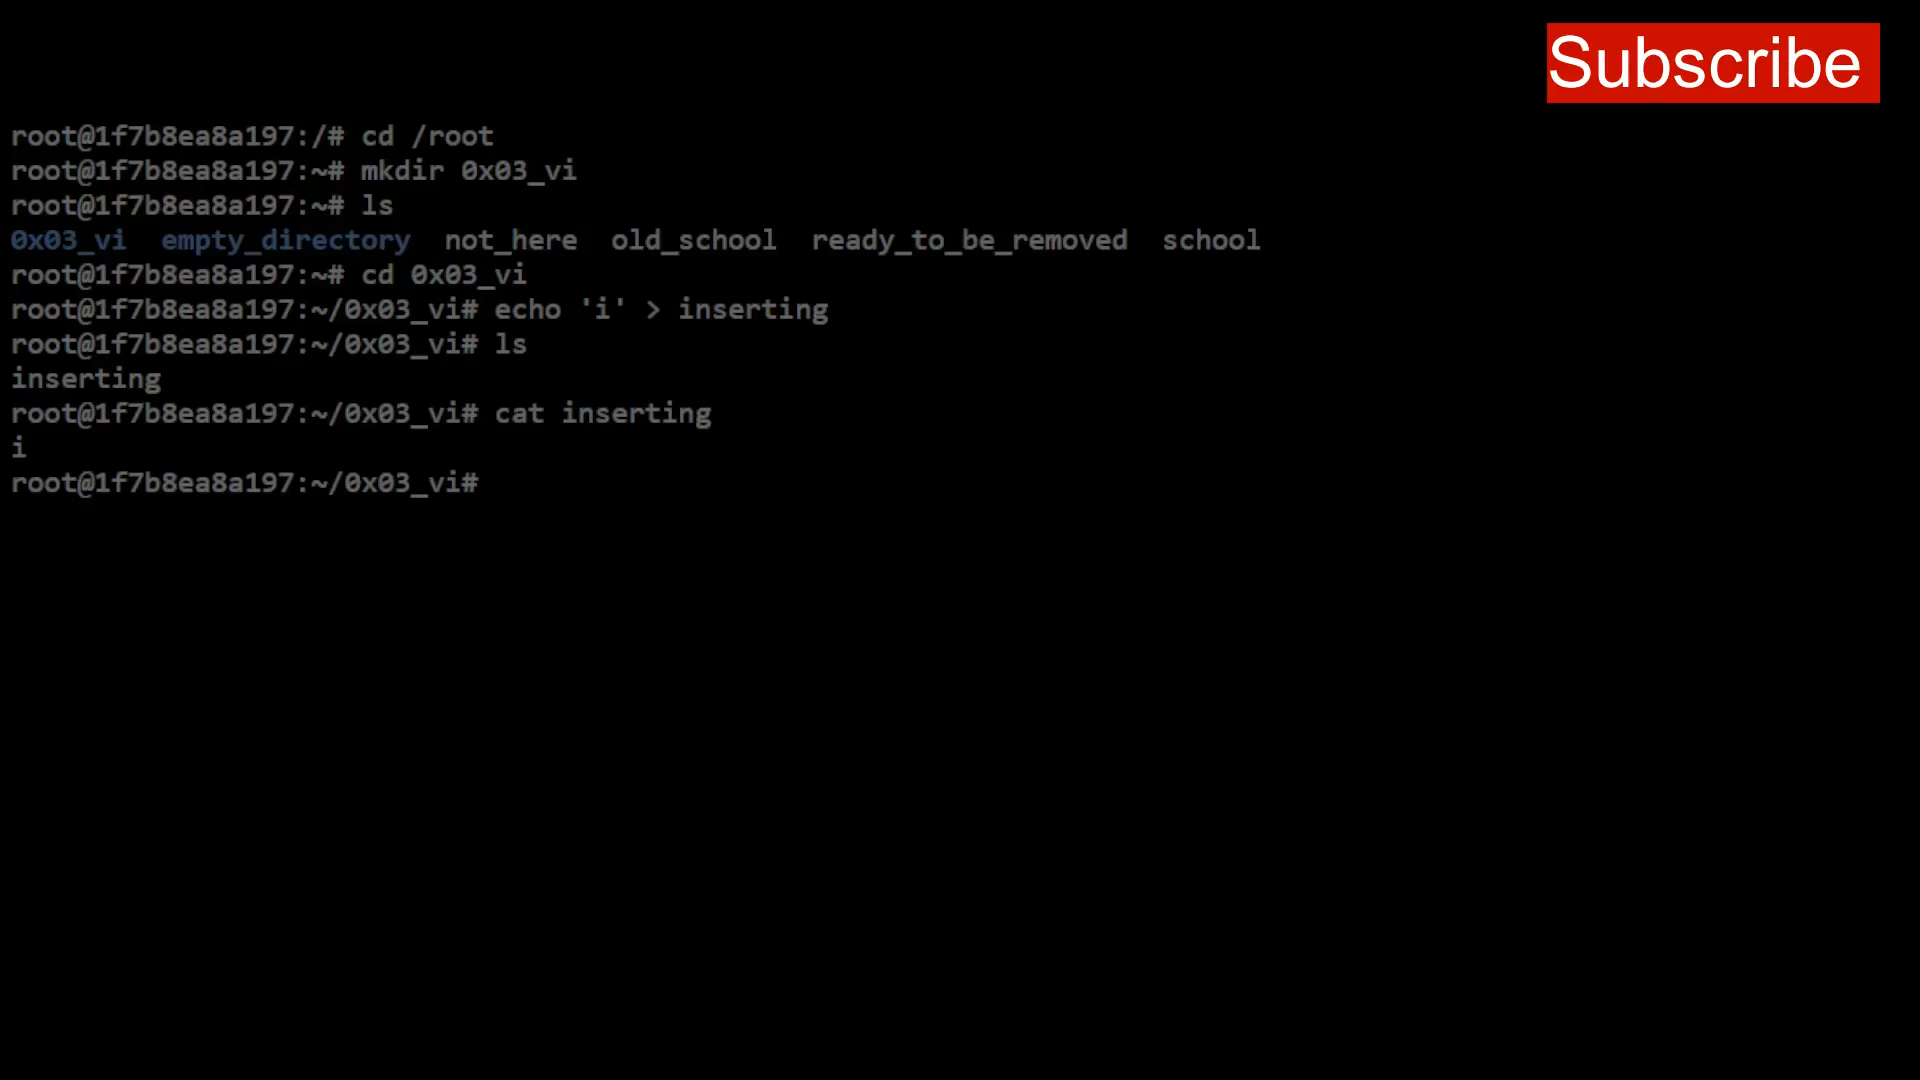 Subscribe
root@1f7b8ea8a197:/# cd /root
root@1f7b8ea8a197:~# mkdir 0x03_vi
root@1f7b8ea8a197:~# ls
0x03_vi  empty_directory  not_here  old_school  ready_to_be_removed  school
root@1f7b8ea8a197:~# cd 0x03_vi
root@1f7b8ea8a197:~/0x03_vi# echo 'i' > inserting
root@1f7b8ea8a197:~/0x03_vi# ls
inserting
root@1f7b8ea8a197:~/0x03_vi# cat inserting
i
root@1f7b8ea8a197:~/0x03_vi#